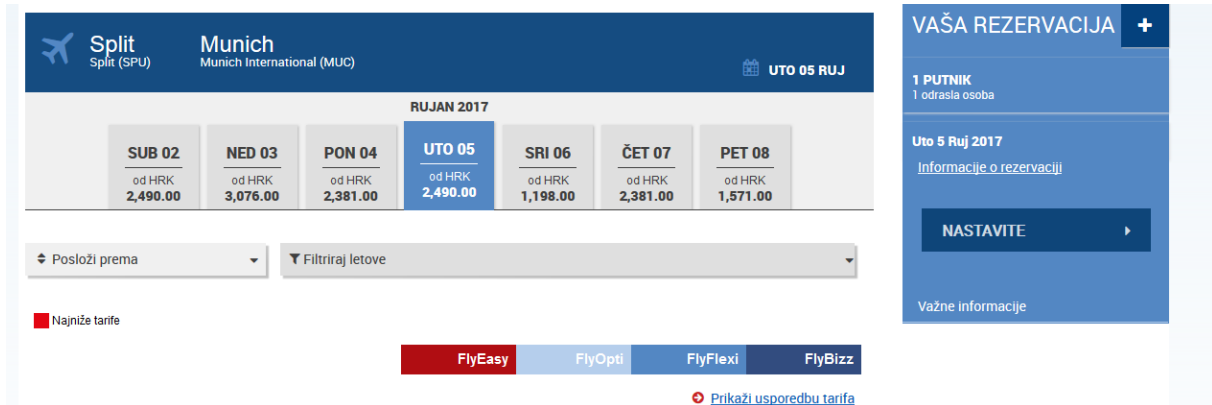 Split
Split (SPU)
Munich
Munich International (MUC)
UTO 05 RUJ
RUJAN 2017
SUB 02
od HRK
2,490.00
NED 03
od HRK
3,076.00
PON 04
od HRK
2,381.00
UTO 05
od HRK
2,490.00
SRI 06
od HRK
1,198.00
ČET 07
od HRK
2,381.00
PET 08
od HRK
1,571.00
Posloži prema
Filtriraj letove
Najniže tarife
FlyEasy
FlyOpti
FlyFlexi
FlyBizz
Prikaži usporedbu tarifa
VAŠA REZERVACIJA +
1 PUTNIK
1 odrasla osoba
Uto 5 Ruj 2017
Informacije o rezervaciji
NASTAVITE
Važne informacije